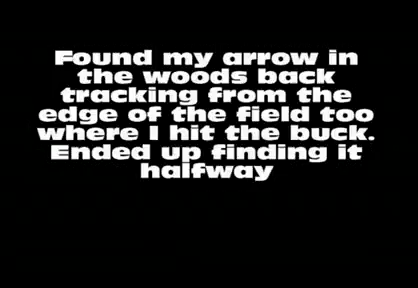 Found my arrow in
the woods back
tracking from the
edge of the field too
where I hit the buck.
Ended up finding it
halfway